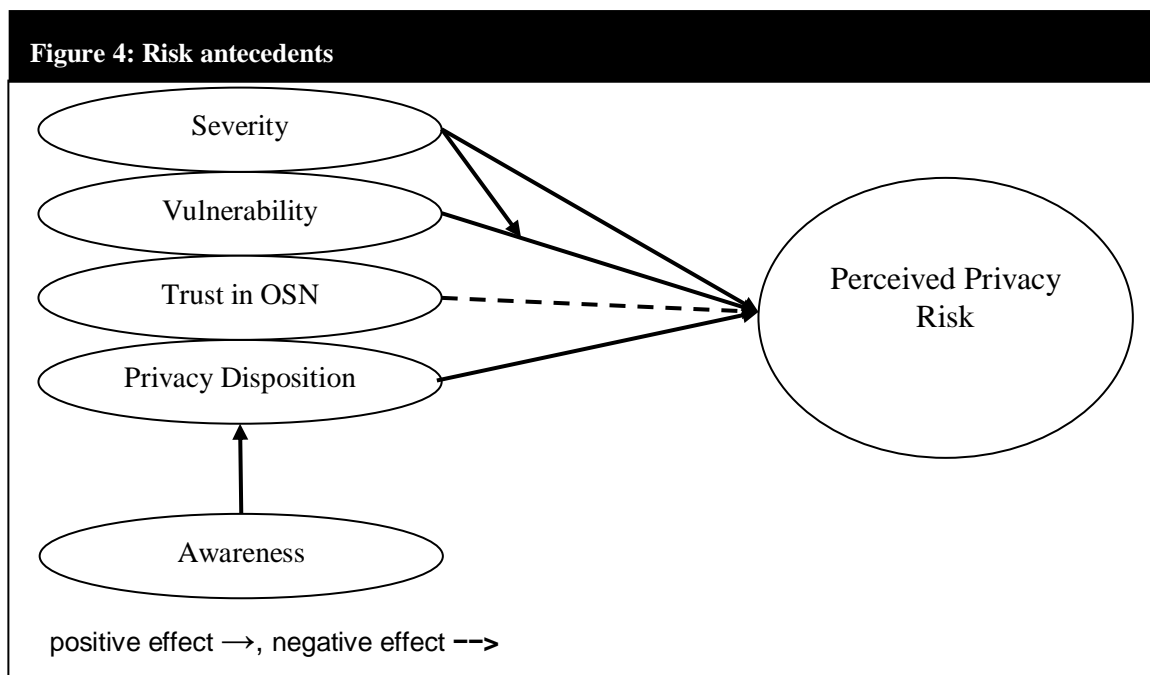 Figure 4: Risk antecedents
Severity
Vulnerability
Trust in OSN
Privacy Disposition
Awareness
Perceived Privacy
Risk
positive effect →, negative effect -->